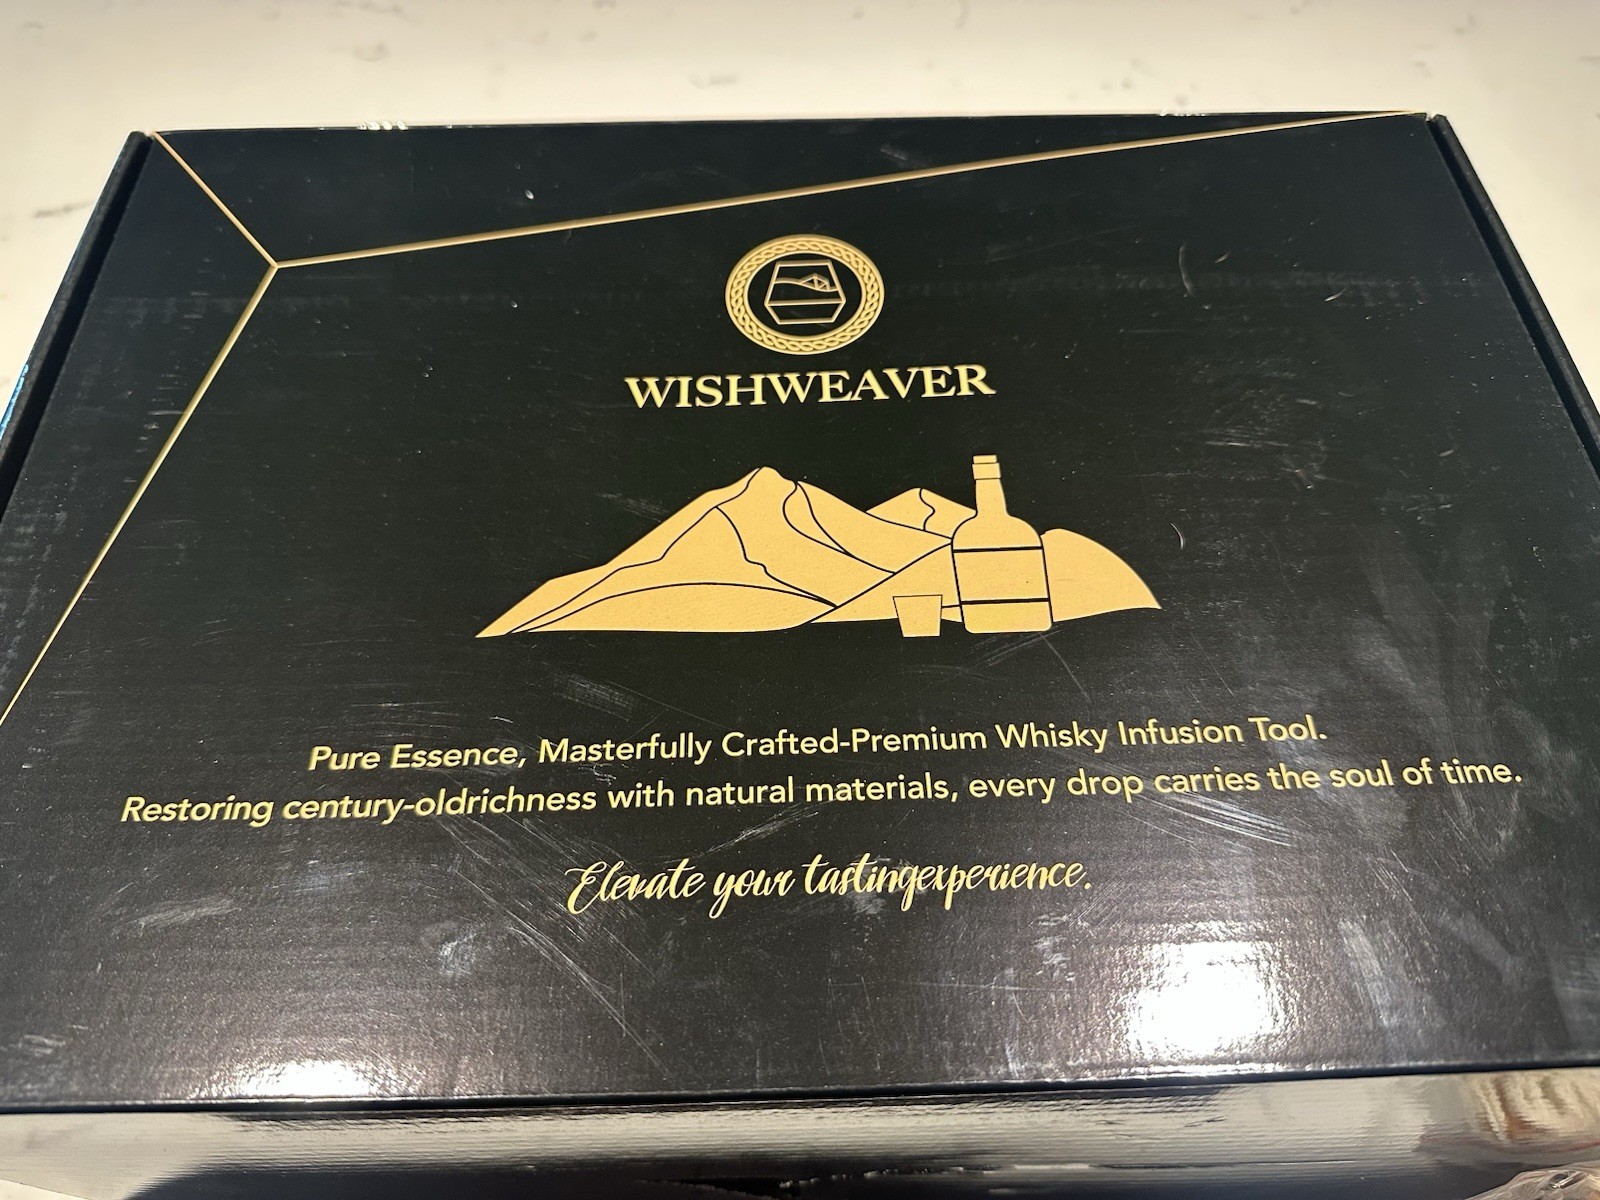 WISHWEAVER
Pure Essence, Masterfully Crafted-Premium Whisky Infusion Tool.
Restoring century-oldrichness with natural materials, every drop carries the soul of time.
Elevate your tastingexperience.